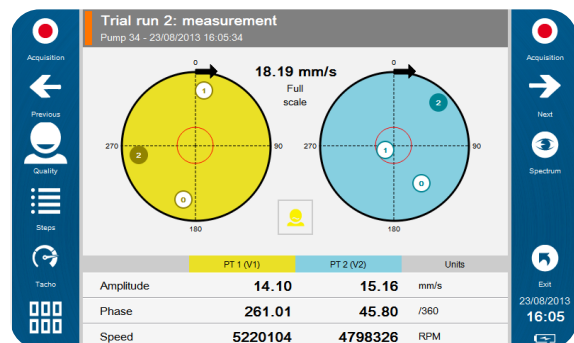 Trial run 2: measurement
Pump 34 - 23/08/2013 16:05:34
Acquisition
Previous
Quality
Steps
Tacho
0
90
180
270
1
2
0
18.19 mm/s
Full
scale
0
90
180
270
2
1
0
Acquisition
Next
Spectrum
Exit
23/08/2013
16:05
PT 1 (V1) PT 2 (V2) Units
Amplitude 14.10 15.16 mm/s
Phase 261.01 45.80 /360
Speed 5220104 4798326 RPM